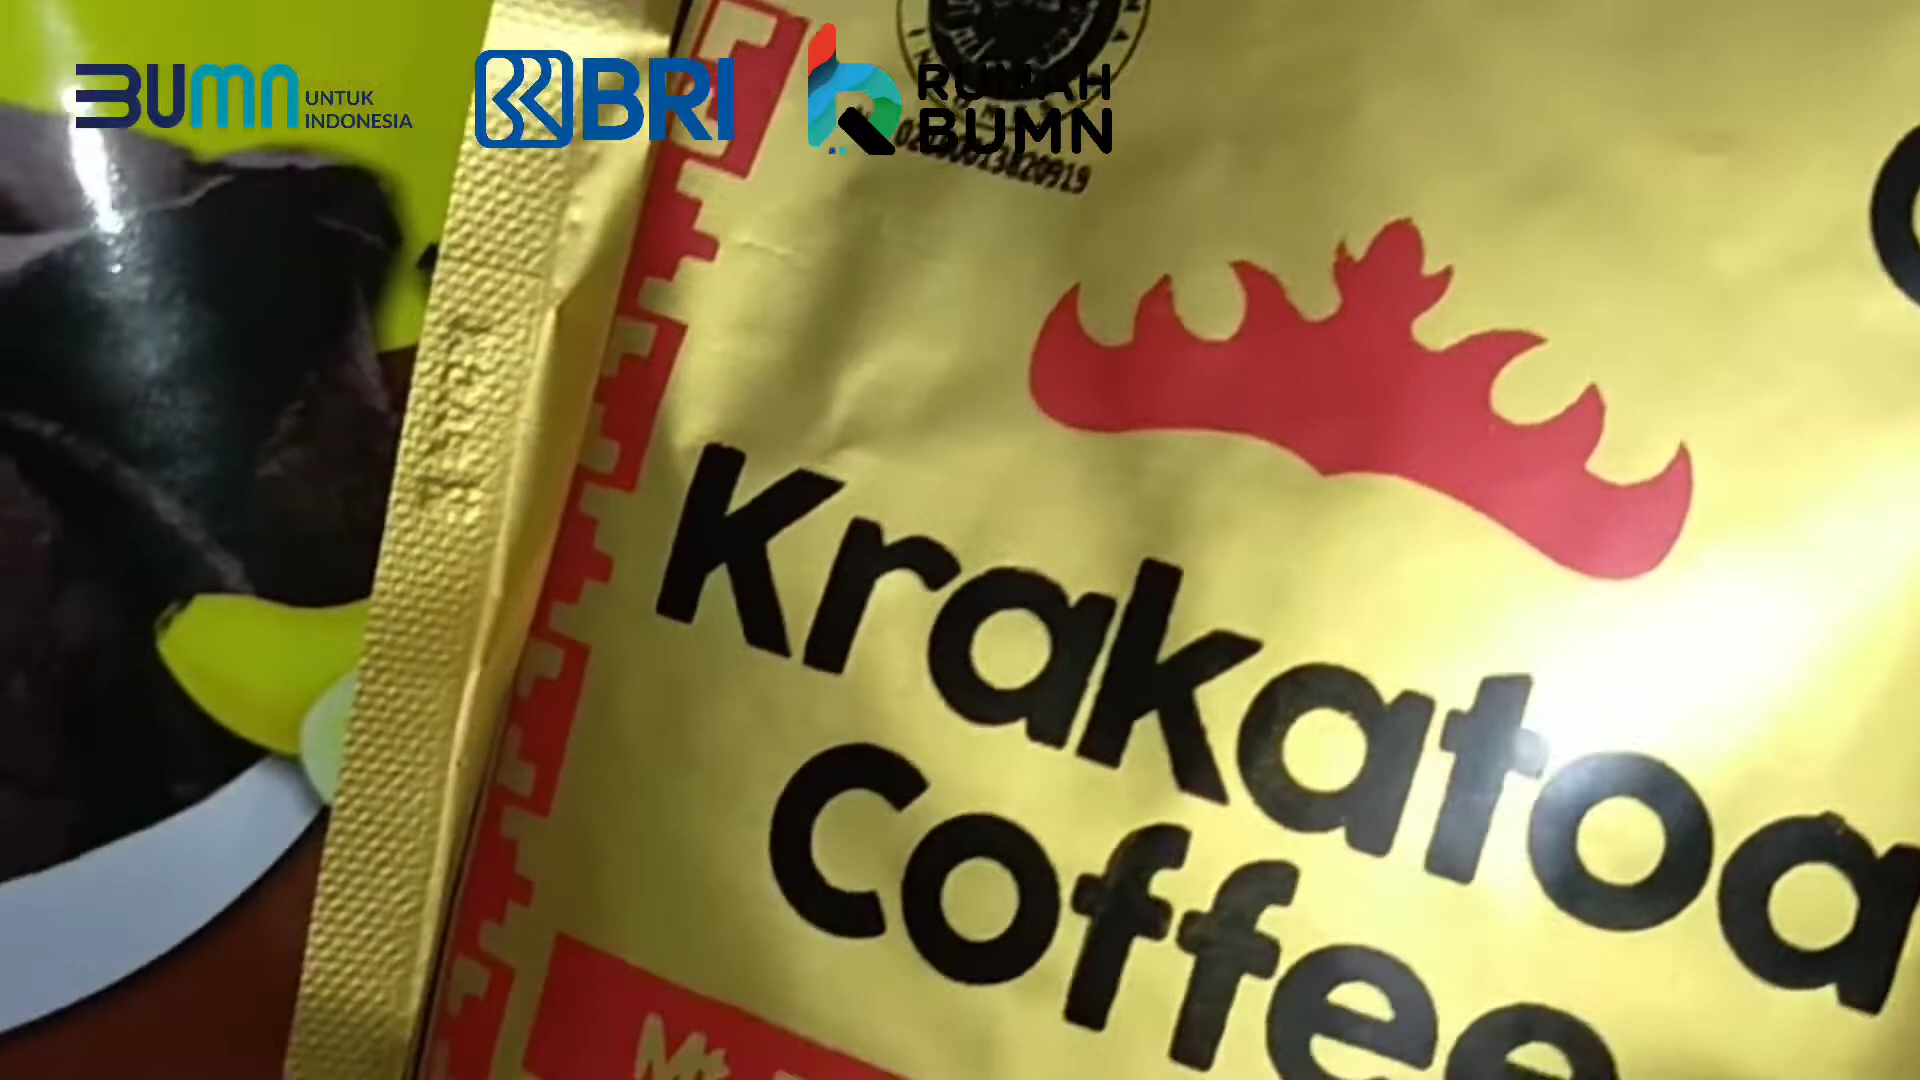 BUMN UNTUK
INDONESIA
BRI
RUMAH
BUMN
Krakatoa
Coffee